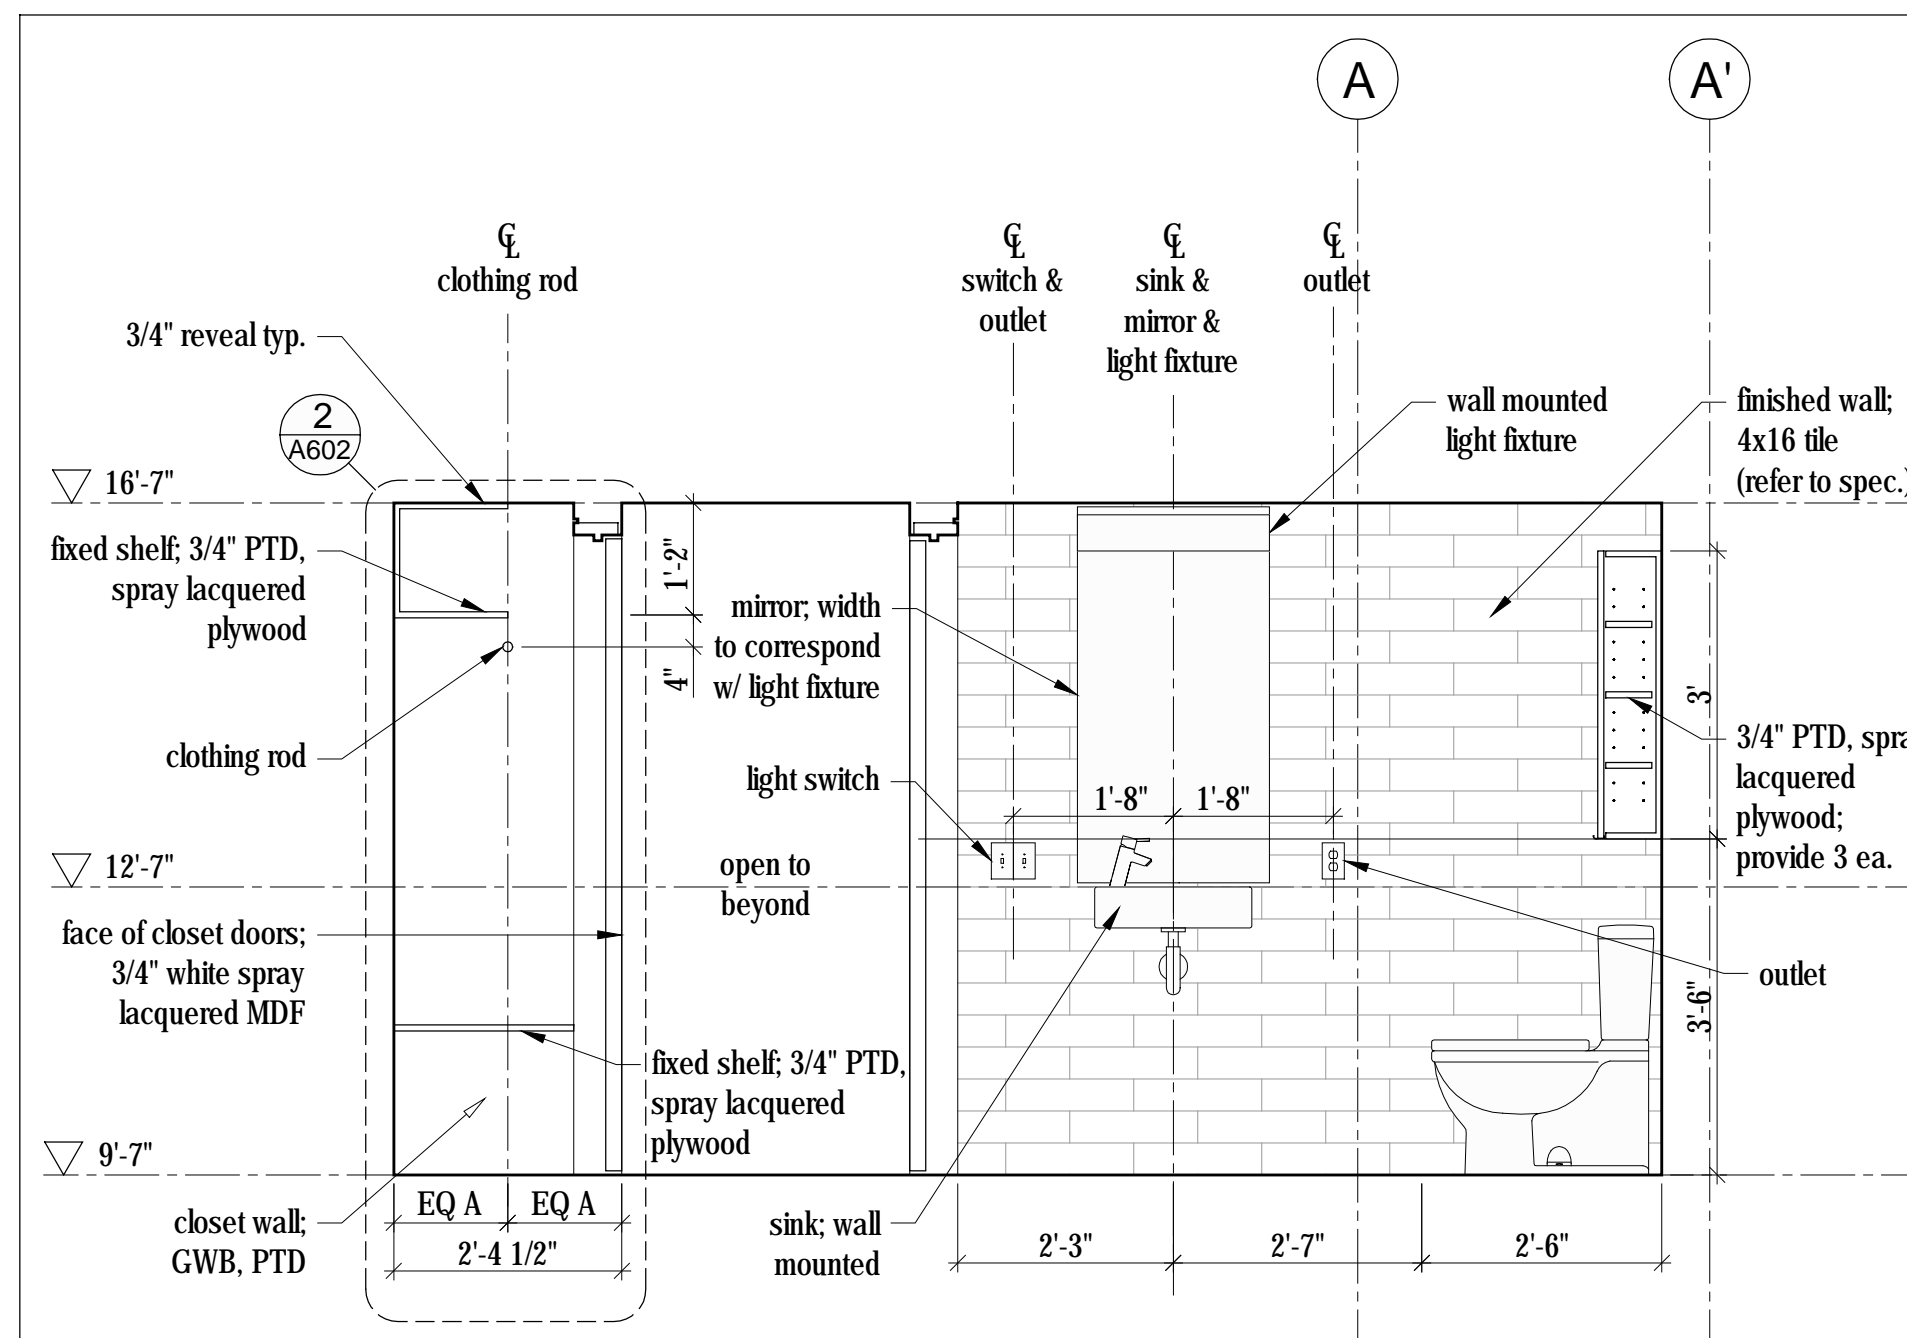 A
A'
℄
clothing rod
℄
switch &
outlet
℄
sink &
mirror &
light fixture
℄
outlet
3/4" reveal typ.
2
A602
wall mounted
light fixture
finished wall;
4x16 tile
(refer to spec.)
16'-7"
fixed shelf; 3/4" PTD,
spray lacquered
plywood
1'-2"
4"
mirror; width
to correspond
w/ light fixture
3'
clothing rod
light switch
1'-8"
1'-8"
3/4" PTD, spra
lacquered
plywood;
provide 3 ea.
12'-7"
open to
beyond
face of closet doors;
3/4" white spray
lacquered MDF
outlet
3'-6"
fixed shelf; 3/4" PTD,
spray lacquered
plywood
9'-7"
EQ A
EQ A
closet wall;
GWB, PTD
2'-4 1/2"
sink; wall
mounted
2'-3"
2'-7"
2'-6"